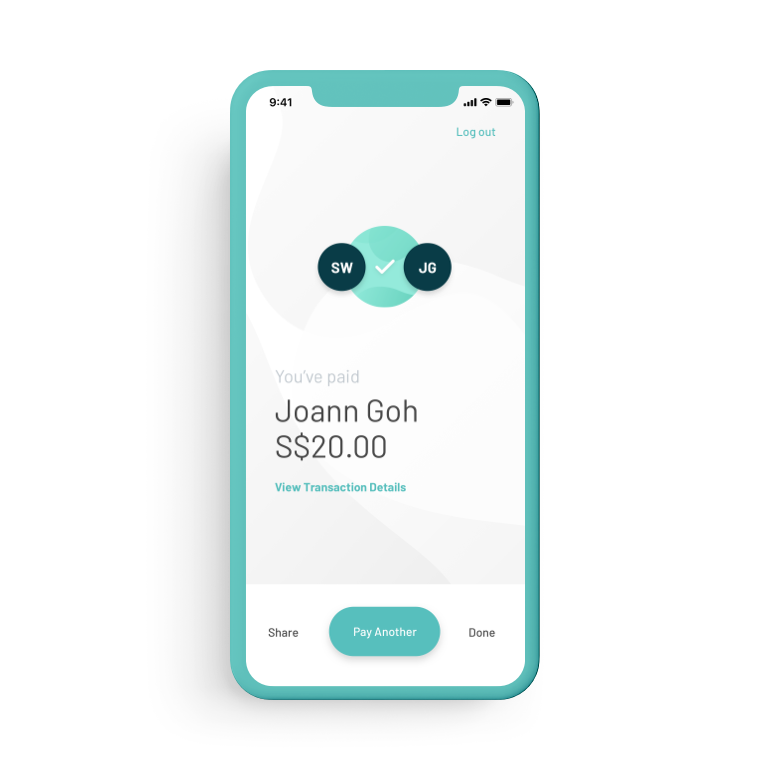 9:41
Log out
SW
JG
You've paid
Joann Goh
S$20.00
View Transaction Details
Share
Pay Another
Done